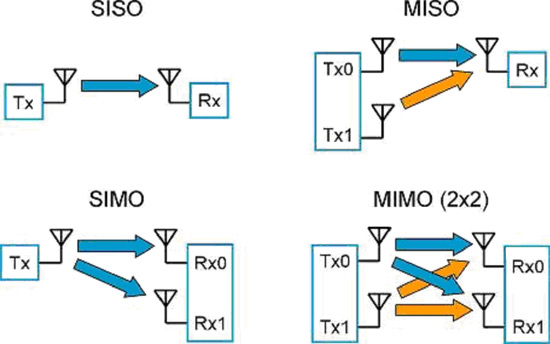 SISO
Tx
Rx
MISO
Tx0
Rx
Tx1
SIMO
Tx
Rx0
Rx1
MIMO (2x2)
Tx0
Rx0
Tx1
Rx1